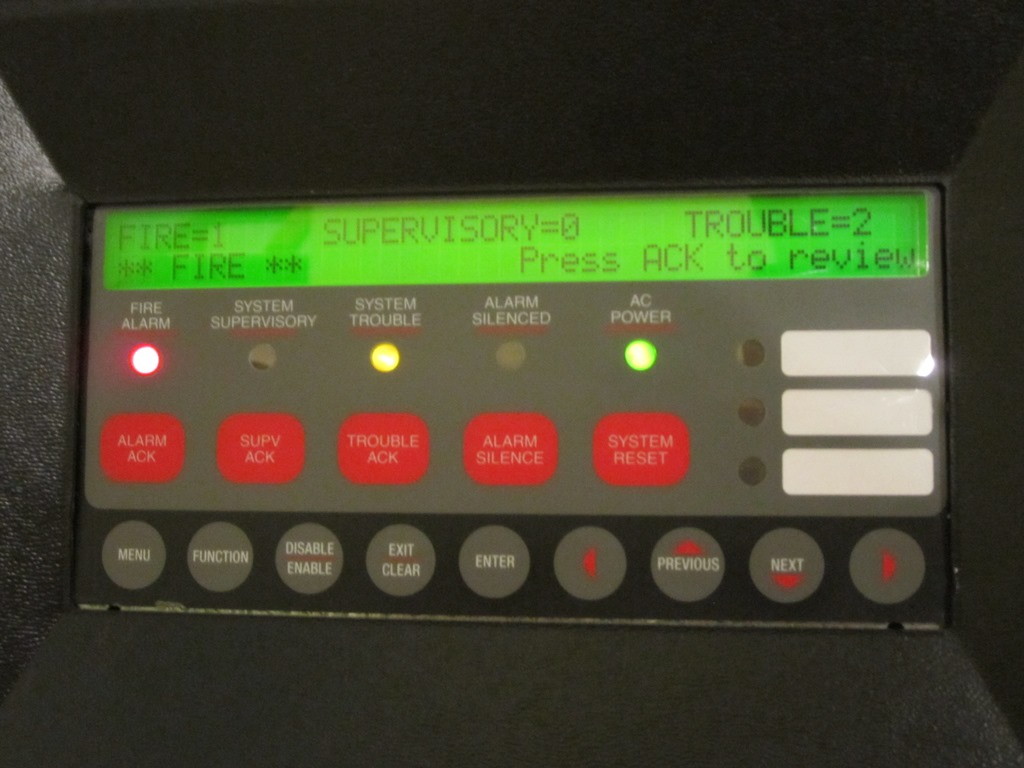 FIRE=1 SUPERVISORY=0 TROUBLE=2
** FIRE ** Press ACK to review
FIRE
ALARM
SYSTEM
SUPERVISORY
SYSTEM
TROUBLE
ALARM
SILENCED
AC
POWER
ALARM
ACK
SUPV
ACK
TROUBLE
ACK
ALARM
SILENCE
SYSTEM
RESET
MENU
FUNCTION
DISABLE
ENABLE
EXIT
CLEAR
ENTER
PREVIOUS
NEXT